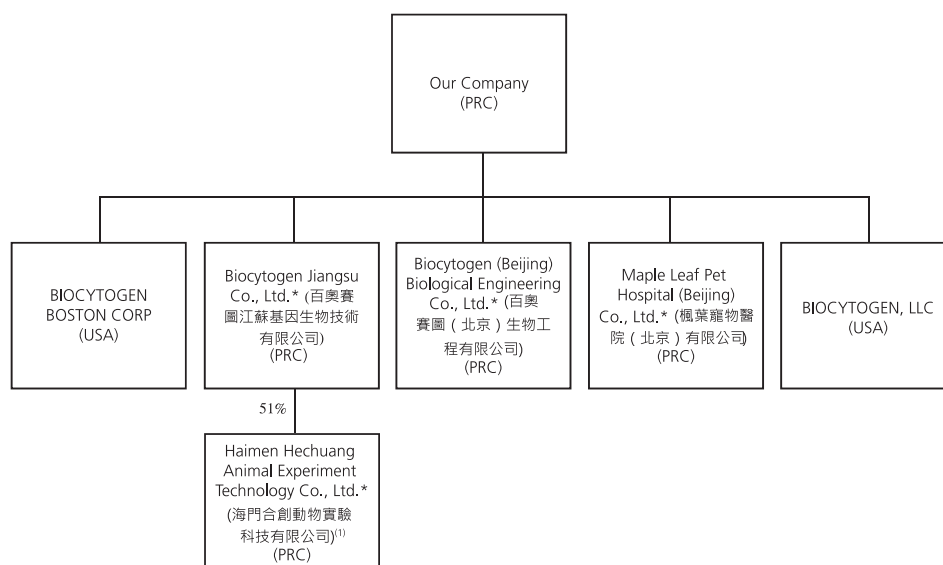 Our Company
(PRC)
BIOCYTOGEN
BOSTON CORP
(USA)
Biocytogen Jiangsu
Co., Ltd.* (百奧賽
圖江蘇基因生物技術
有限公司)
(PRC)
Biocytogen (Beijing)
Biological Engineering
Co., Ltd.* (百奧
賽圖（北京）生物工
程有限公司)
(PRC)
Maple Leaf Pet
Hospital (Beijing)
Co., Ltd.* (楓葉寵物醫
院（北京）有限公司)
(PRC)
BIOCYTOGEN, LLC
(USA)
51%
Haimen Hechuang
Animal Experiment
Technology Co., Ltd.*
(海門合創動物實驗
科技有限公司)(1)
(PRC)